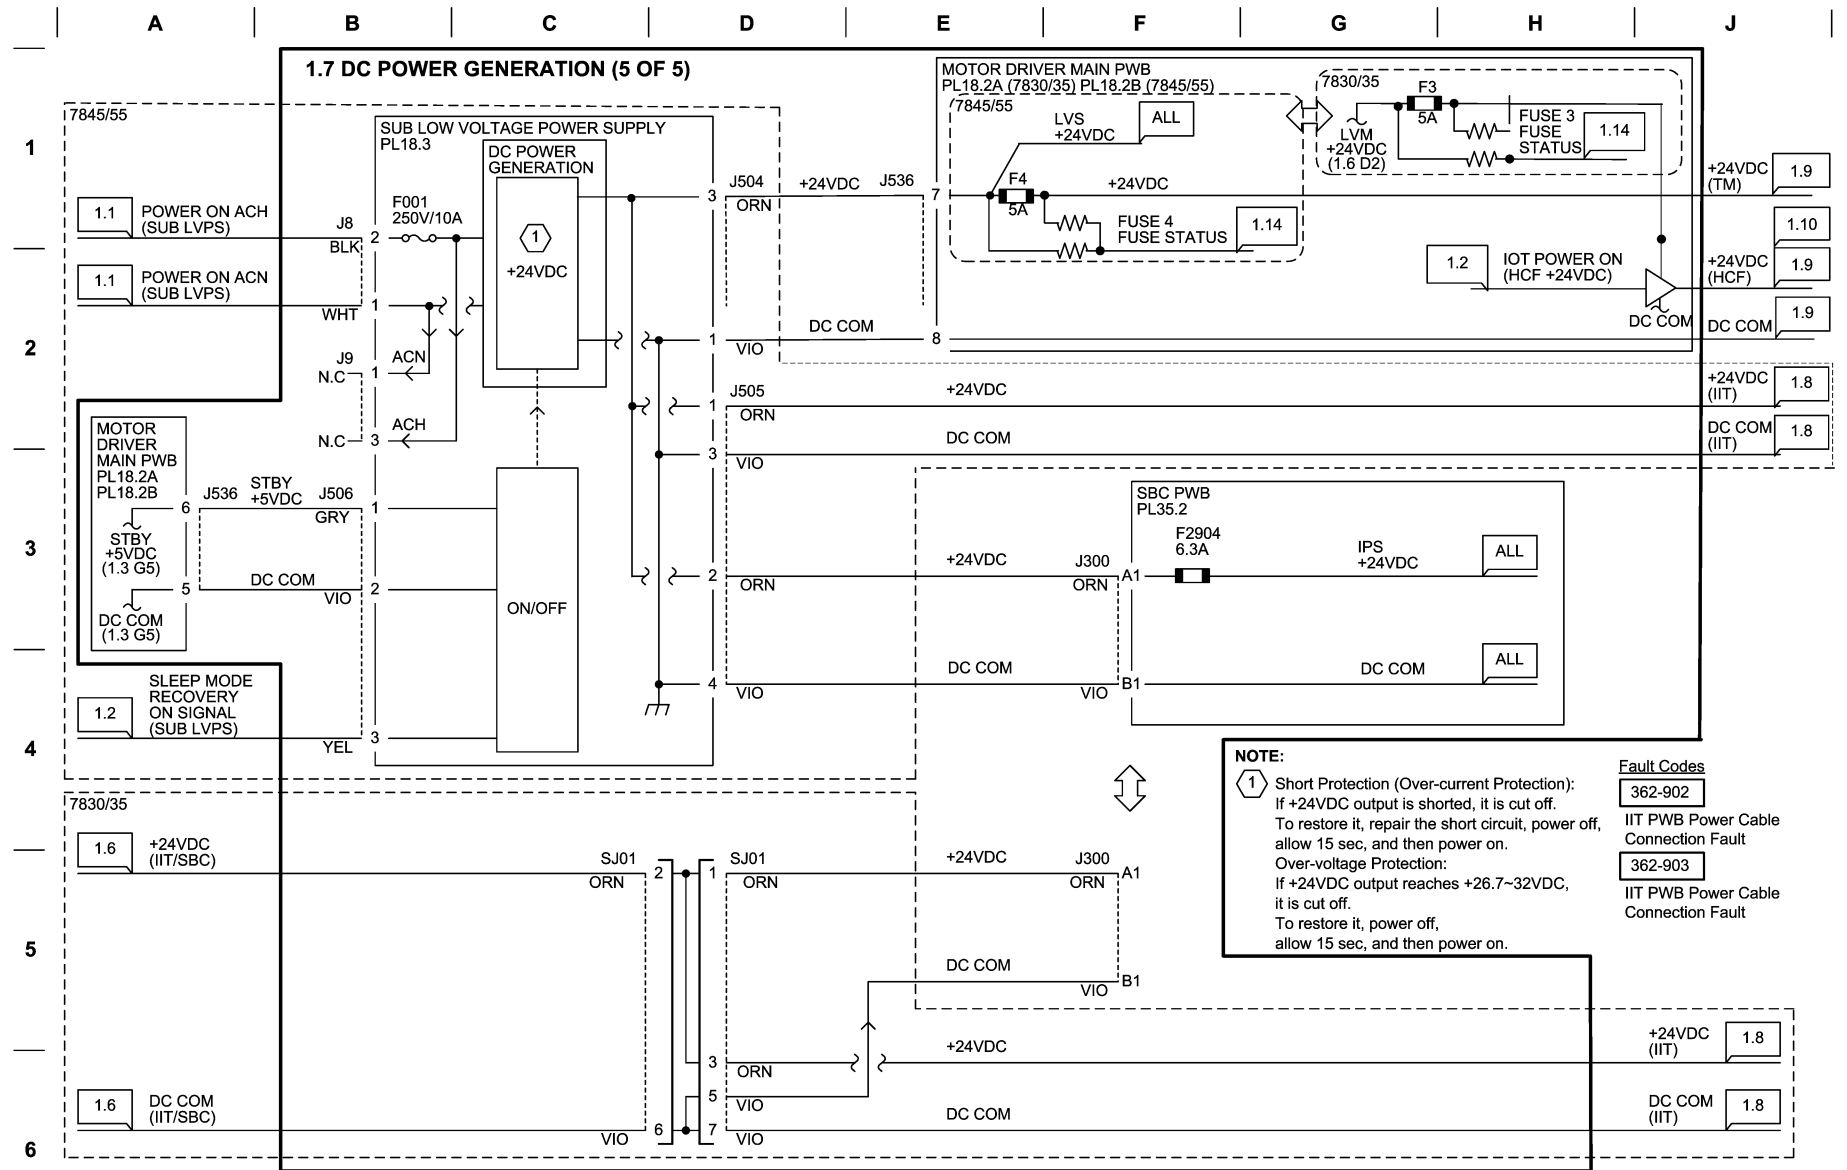 A B C D E F G H J
1
2
3
4
5
6
1.7 DC POWER GENERATION (5 OF 5)
7845/55
SUB LOW VOLTAGE POWER SUPPLY
PL18.3
DC POWER
GENERATION
1
+24VDC
1.1
POWER ON ACH
(SUB LVPS)
J8
BLK
2
F001
250V/10A
1.1
POWER ON ACN
(SUB LVPS)
WHT
1
J9
N.C
1
ACN
N.C
3
ACH
3
J504
ORN
+24VDC
J536
7
1
VIO
DC COM
8
MOTOR DRIVER MAIN PWB
PL18.2A (7830/35) PL18.2B (7845/55)
7845/55
LVS
+24VDC
ALL
F4
5A
+24VDC
FUSE 4
FUSE STATUS
1.14
7830/35
F3
5A
LVM
+24VDC
(1.6 D2)
FUSE 3
FUSE
STATUS
1.14
+24VDC
(TM)
1.9
1.10
1.2
IOT POWER ON
(HCF +24VDC)
DC COM
+24VDC
(HCF)
1.9
DC COM
1.9
J505
1
ORN
+24VDC
+24VDC
(IIT)
1.8
3
VIO
DC COM
DC COM
(IIT)
1.8
MOTOR
DRIVER
MAIN PWB
PL18.2A
PL18.2B
6
STBY
+5VDC
(1.3 G5)
5
DC COM
(1.3 G5)
J536
STBY
+5VDC
J506
GRY
1
DC COM
VIO
2
ON/OFF
1.2
SLEEP MODE
RECOVERY
ON SIGNAL
(SUB LVPS)
YEL
3
2
ORN
+24VDC
J300
ORN
A1
4
VIO
DC COM
VIO
B1
SBC PWB
PL35.2
F2904
6.3A
IPS
+24VDC
ALL
DC COM
ALL
NOTE:
1
Short Protection (Over-current Protection):
If +24VDC output is shorted, it is cut off.
To restore it, repair the short circuit, power off,
allow 15 sec, and then power on.
Over-voltage Protection:
If +24VDC output reaches +26.7~32VDC,
it is cut off.
To restore it, power off,
allow 15 sec, and then power on.
Fault Codes
362-902
IIT PWB Power Cable
Connection Fault
362-903
IIT PWB Power Cable
Connection Fault
7830/35
1.6
+24VDC
(IIT/SBC)
SJ01
ORN
2
SJ01
1
ORN
+24VDC
J300
ORN
A1
DC COM
VIO
B1
3
ORN
+24VDC
+24VDC
(IIT)
1.8
5
VIO
1.6
DC COM
(IIT/SBC)
VIO
6
7
VIO
DC COM
DC COM
(IIT)
1.8